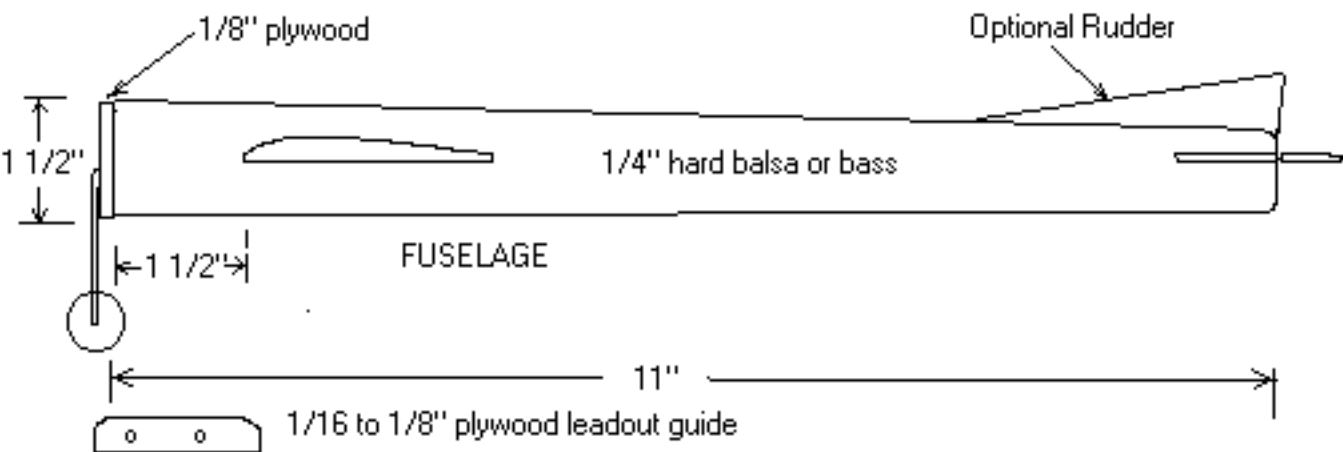 1/8" plywood
Optional Rudder
1 1/2"
1/4" hard balsa or bass
1 1/2"
FUSELAGE
11"
1/16 to 1/8" plywood leadout guide